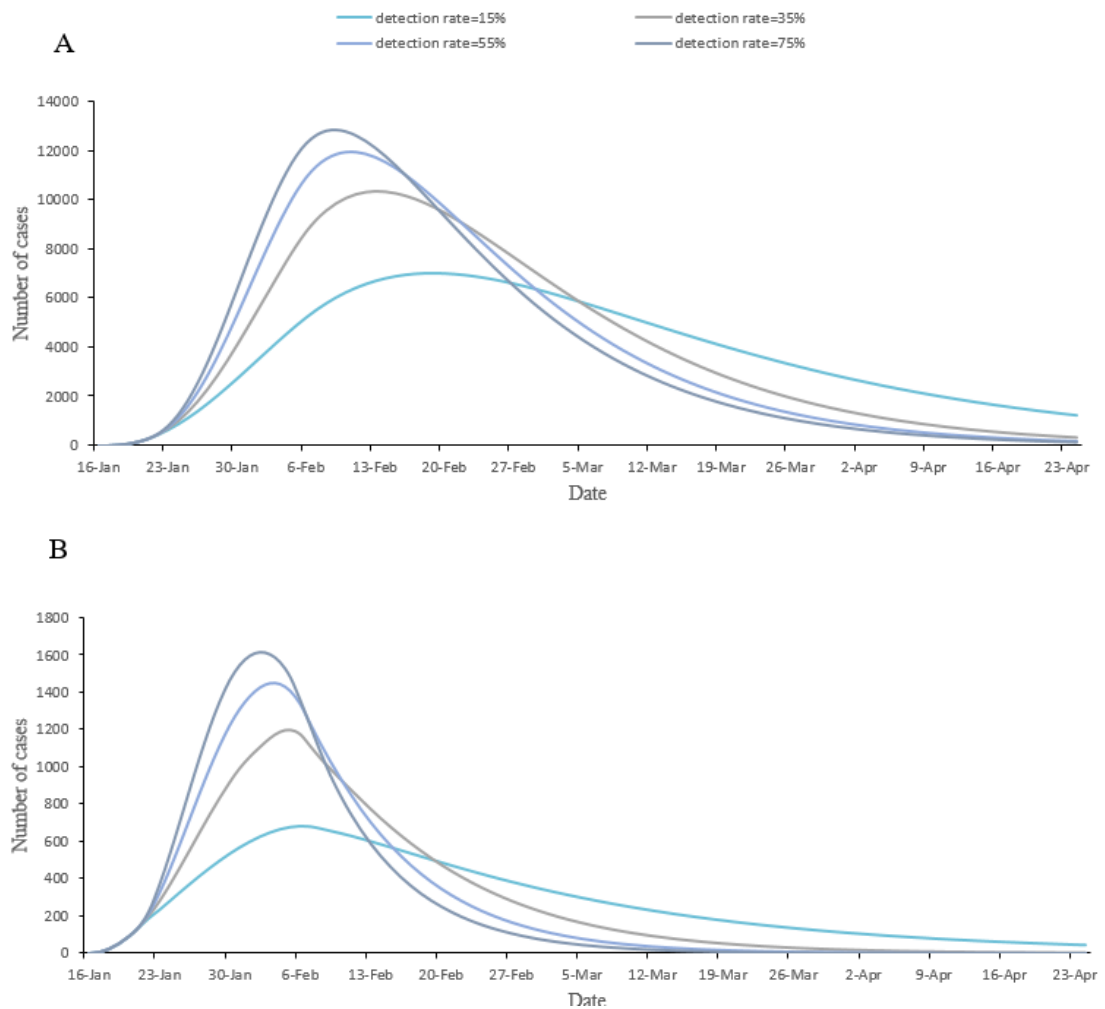 detection rate=15% detection rate=35%
A
detection rate=55% detection rate=75%
14000
12000
10000
8000
6000
4000
2000
0
Number of cases
16-Jan 23-Jan 30-Jan 6-Feb 13-Feb 20-Feb 27-Feb 5-Mar 12-Mar 19-Mar 26-Mar 2-Apr 9-Apr 16-Apr 23-Apr
Date
B
1800
1600
1400
1200
1000
800
600
400
200
0
Number of cases
16-Jan 23-Jan 30-Jan 6-Feb 13-Feb 20-Feb 27-Feb 5-Mar 12-Mar 19-Mar 26-Mar 2-Apr 9-Apr 16-Apr 23-Apr
Date